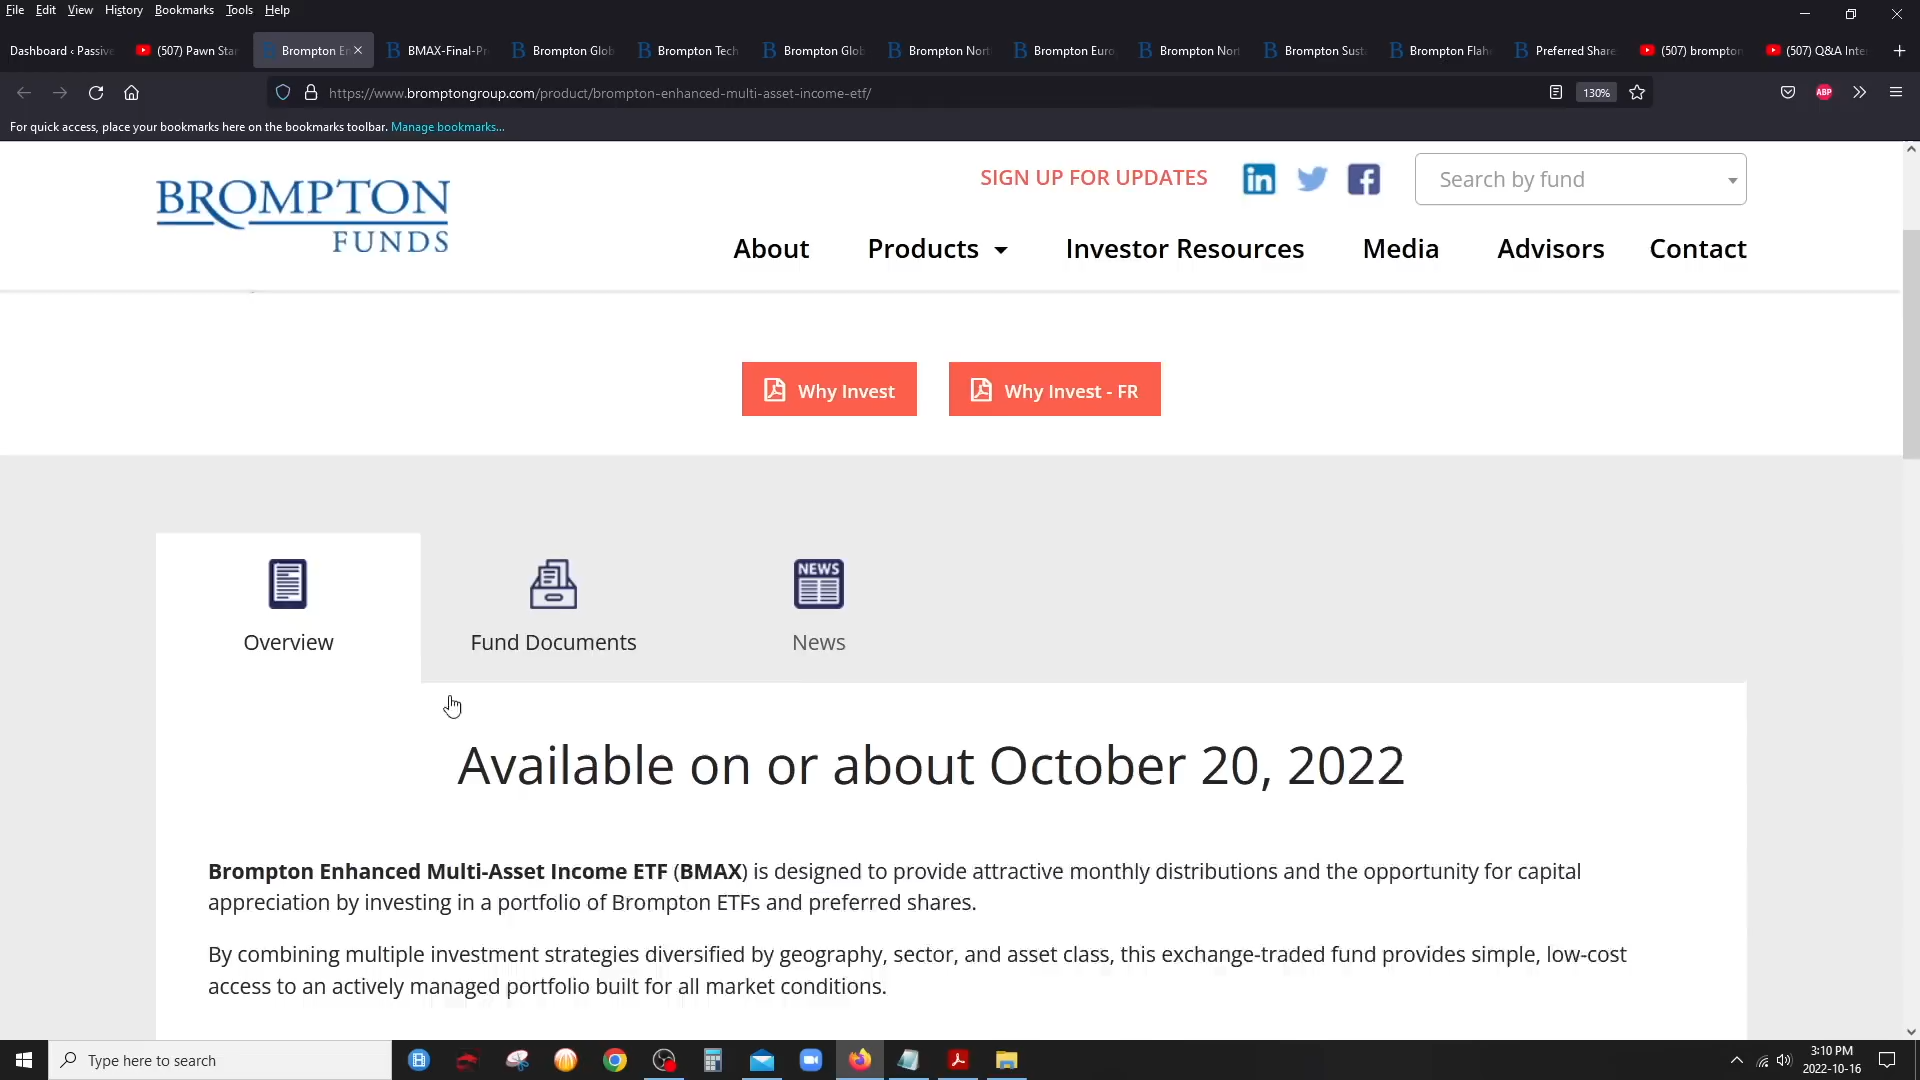 File Edit View History Bookmarks Tools Help
Dashboard ‹ Passive
(507) Pawn Star
Brompton E
BMAX-Final-Pr
Brompton Glob
Brompton Tech
Brompton Glob
Brompton Nort
Brompton Euro
Brompton Nort
Brompton Sust
Brompton Flah
Preferred Share
(507) brompton
(507) Q&A Inte
https://www.bromptongroup.com/product/brompton-enhanced-multi-asset-income-etf/
130%
ABP
For quick access, place your bookmarks here on the bookmarks toolbar. Manage bookmarks...
BROMPTON
FUNDS
SIGN UP FOR UPDATES
in
f
Search by fund
About Products Investor Resources Media Advisors Contact
Why Invest
Why Invest - FR
NEWS
Overview
Fund Documents
News
Available on or about October 20, 2022
Brompton Enhanced Multi-Asset Income ETF (BMAX) is designed to provide attractive monthly distributions and the opportunity for capital
appreciation by investing in a portfolio of Brompton ETFs and preferred shares.
By combining multiple investment strategies diversified by geography, sector, and asset class, this exchange-traded fund provides simple, low-cost
access to an actively managed portfolio built for all market conditions.
Type here to search
3:10 PM
2022-10-16